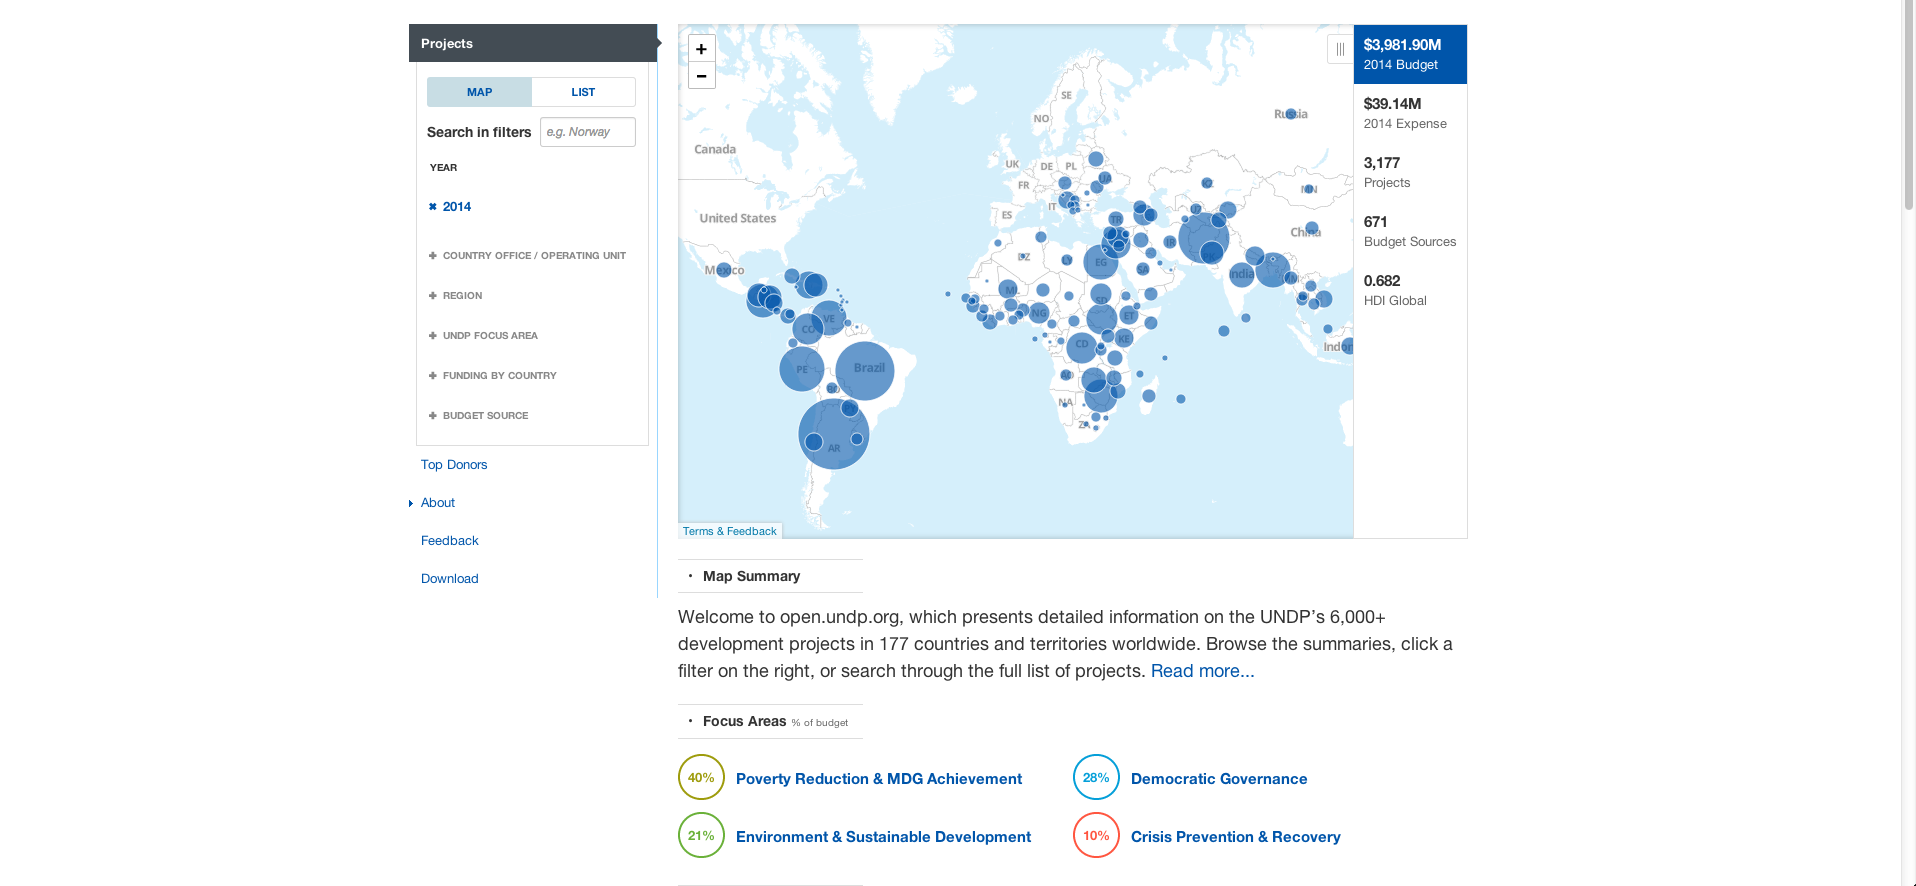 Projects
MAP
LIST
Search in filters
e.g. Norway
YEAR
✖ 2014
COUNTRY OFFICE / OPERATING UNIT
REGION
UNDP FOCUS AREA
FUNDING BY COUNTRY
BUDGET SOURCE
Top Donors
About
Feedback
Download
+
−
Canada
United States
Mexico
VE
CO
PE
Brazil
AR
SE
NO
UK
DE
PL
FR
UA
IT
ES
TR
Russia
KZ
MN
UZ
China
IR
PK
India
DZ
LY
EG
SA
ML
SD
NG
ET
CD
KE
AO
NA
ZA
Indon
Terms & Feedback
$3,981.90M
2014 Budget
$39.14M
2014 Expense
3,177
Projects
671
Budget Sources
0.682
HDI Global
• Map Summary
Welcome to open.undp.org, which presents detailed information on the UNDP’s 6,000+
development projects in 177 countries and territories worldwide. Browse the summaries, click a
filter on the right, or search through the full list of projects. Read more...
• Focus Areas % of budget
40% Poverty Reduction & MDG Achievement
28% Democratic Governance
21% Environment & Sustainable Development
10% Crisis Prevention & Recovery